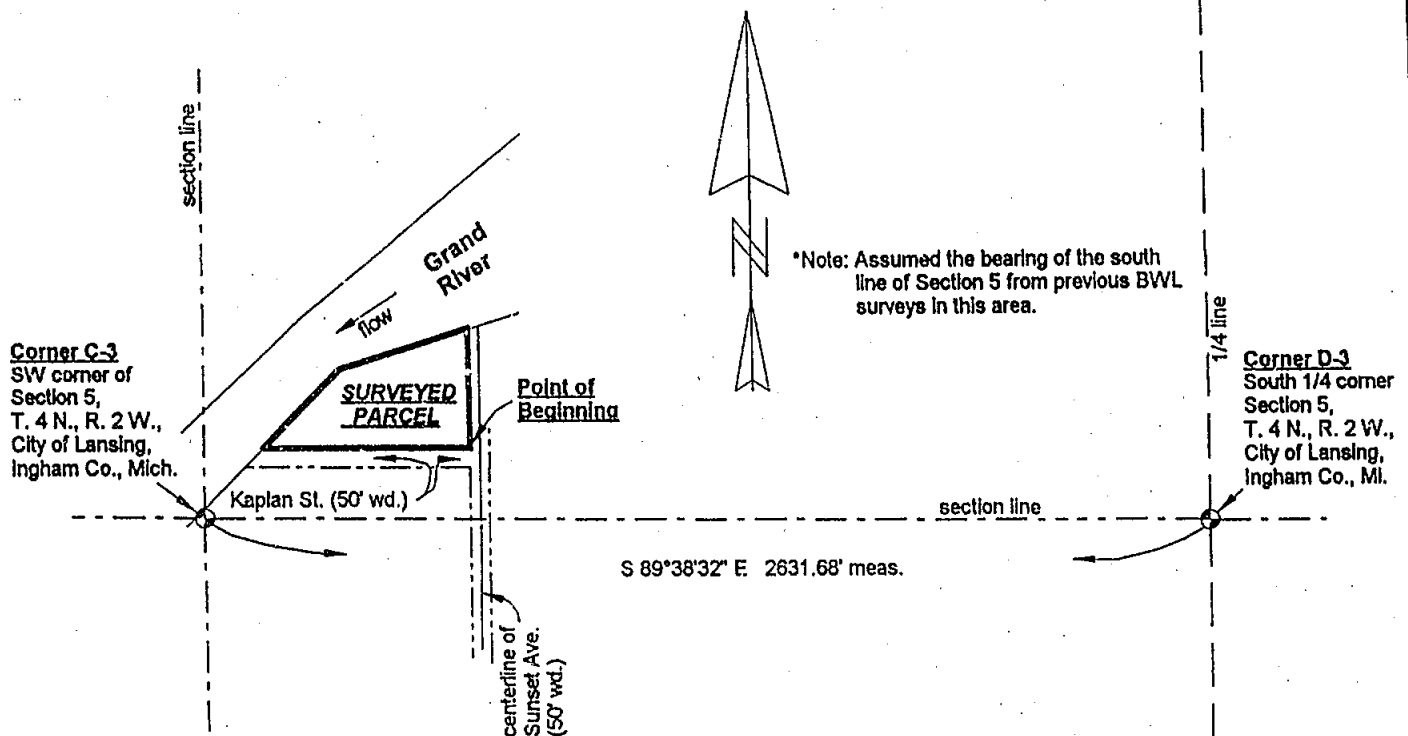 section line
Grand
River
flow
*Note: Assumed the bearing of the south
line of Section 5 from previous BWL
surveys in this area.
N
1/4 line
Corner C-3
SW corner of
Section 5,
T. 4 N., R. 2 W.,
City of Lansing,
Ingham Co., Mich.
SURVEYED
PARCEL
Point of
Beginning
Corner D-3
South 1/4 corner
Section 5,
T. 4 N., R. 2 W.,
City of Lansing,
Ingham Co., MI.
Kaplan St. (50' wd.)
section line
S 89°38'32" E 2631.68' meas.
centerline of
Sunset Ave.
(50' wd.)